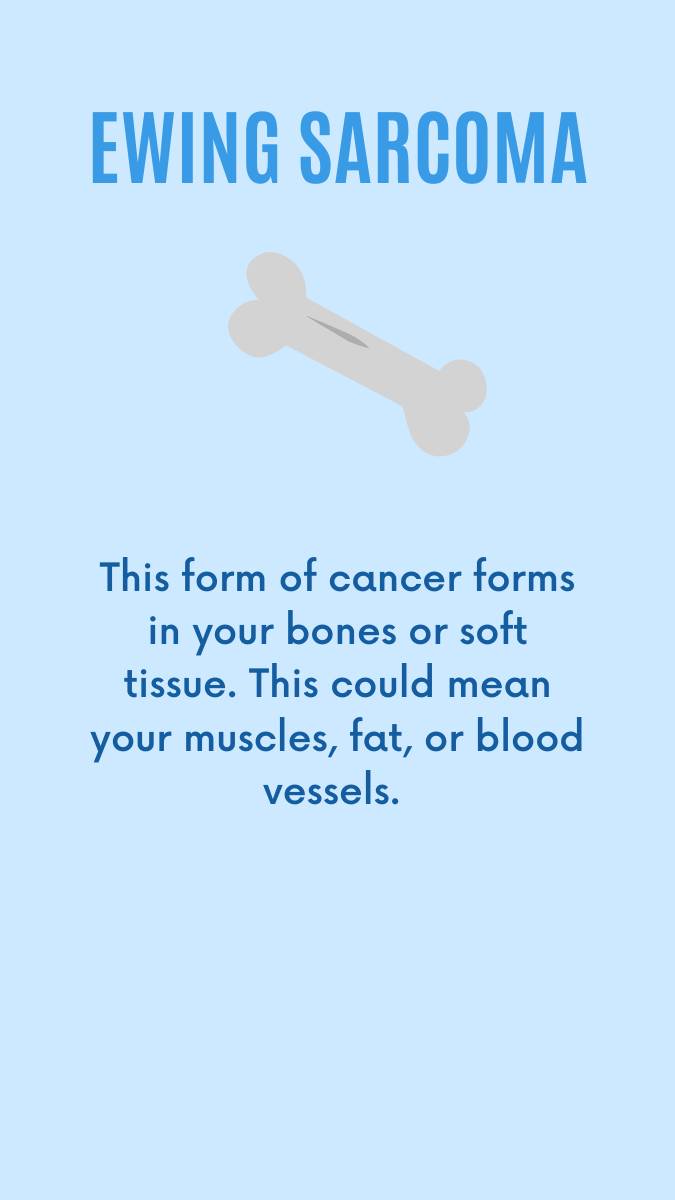 EWING SARCOMA
This form of cancer forms
in your bones or soft
tissue. This could mean
your muscles, fat, or blood
vessels.